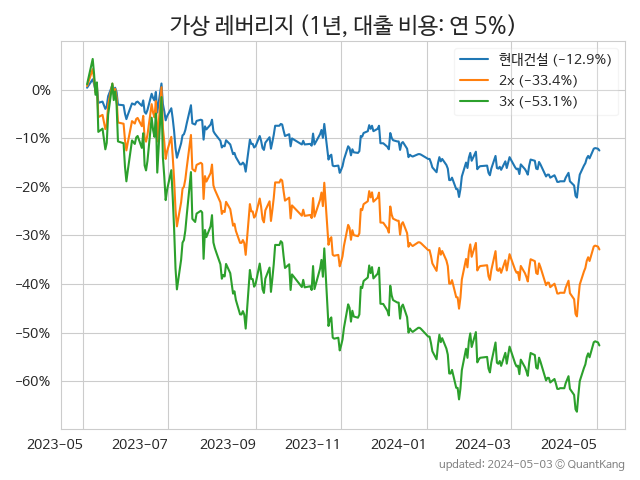 가상 레버리지 (1년, 대출 비용: 연 5%)
현대건설 (−12.9%)
2x (−33.4%)
3x (−53.1%)
0%
−10%
−20%
−30%
−40%
−50%
−60%
2023-05 2023-07 2023-09 2023-11 2024-01 2024-03 2024-05
updated: 2024-05-03 © QuantKang